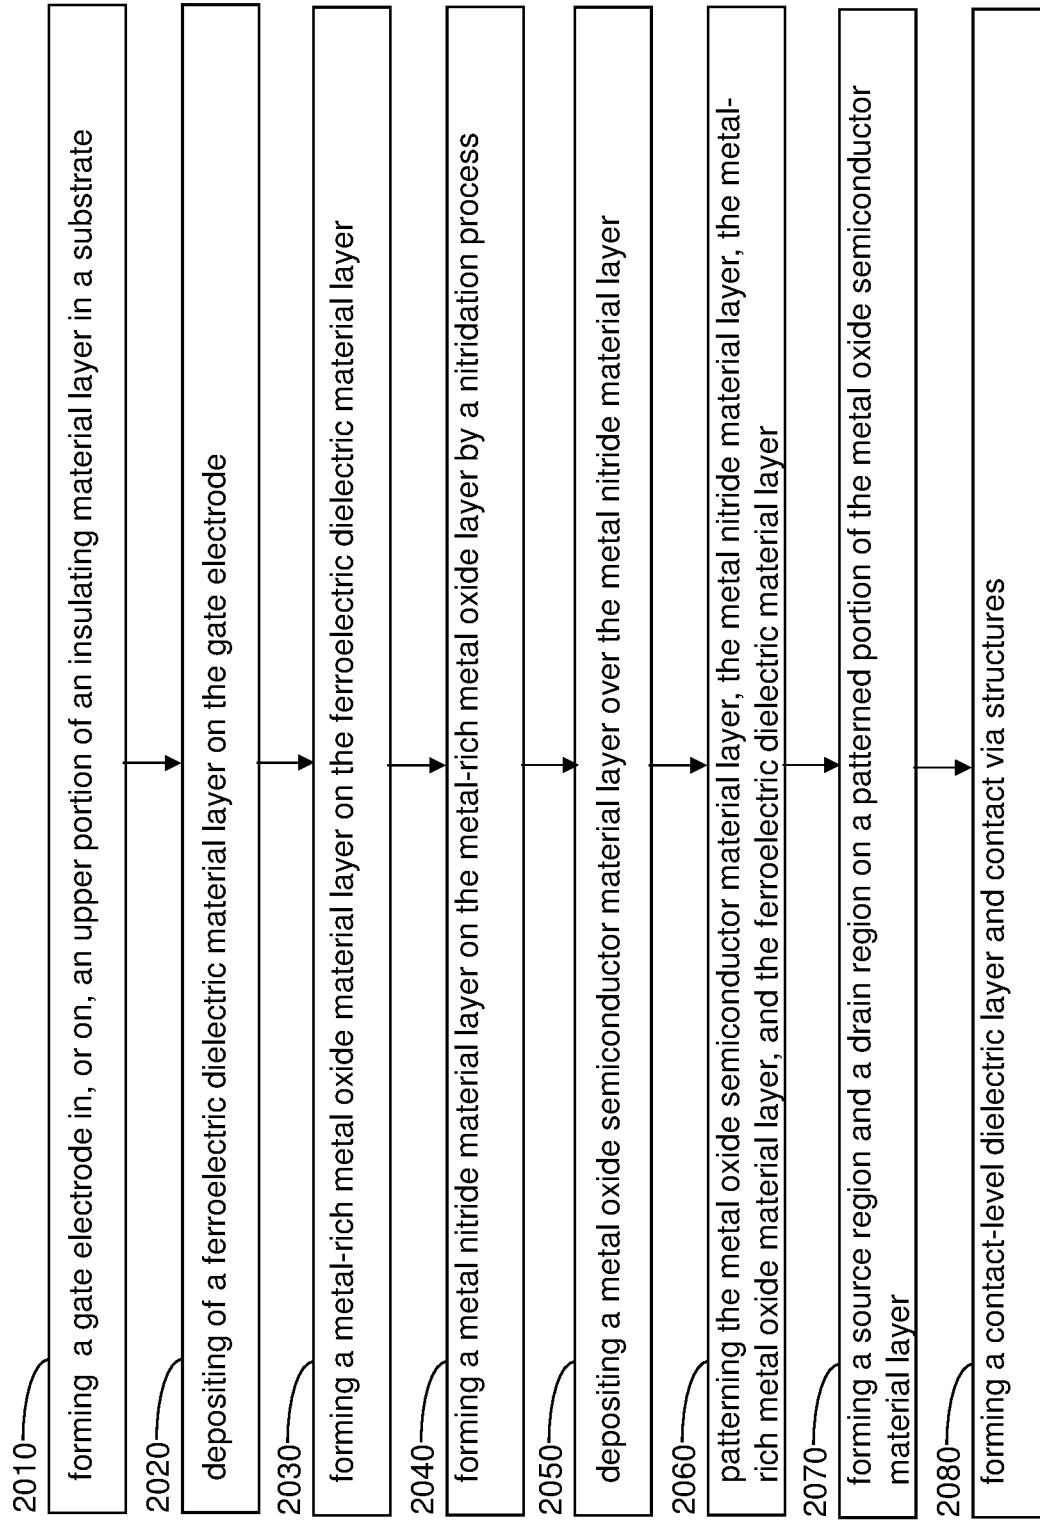 2010
forming a gate electrode in, or on, an upper portion of an insulating material layer in a substrate
2020
depositing of a ferroelectric dielectric material layer on the gate electrode
2030
forming a metal-rich metal oxide material layer on the ferroelectric dielectric material layer
2040
forming a metal nitride material layer on the metal-rich metal oxide layer by a nitridation process
2050
depositing a metal oxide semiconductor material layer over the metal nitride material layer
2060
patterning the metal oxide semiconductor material layer, the metal nitride material layer, the metal-
rich metal oxide material layer, and the ferroelectric dielectric material layer
2070
forming a source region and a drain region on a patterned portion of the metal oxide semiconductor
material layer
2080
forming a contact-level dielectric layer and contact via structures